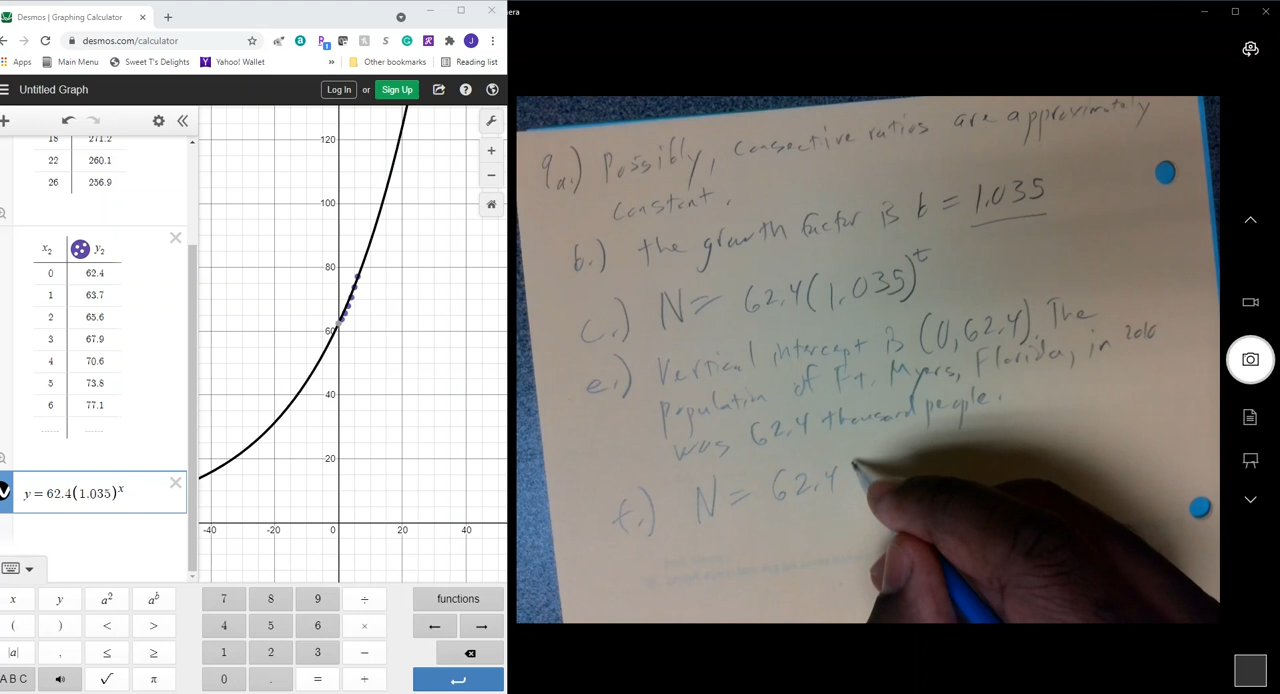 Desmos | Graphing Calculator
era
desmos.com/calculator
Apps
Main Menu
Sweet T's Delights
Yahoo! Wallet
»
Other bookmarks
Reading list
Untitled Graph
Log In
or
Sign Up
18 271.2
22 260.1
26 256.9
x₂ y₂
0 62.4
1 63.7
2 65.6
3 67.9
4 70.6
5 73.8
6 77.1
y = 62.4(1.035)^x
120
100
80
60
40
20
-40 -20 0 20 40
x y a² a^b 7 8 9 ÷ functions
( ) < > 4 5 6 × ← →
|a| , ≤ ≥ 1 2 3 −
A B C √ π 0 . = +
9a.) Possibly, consective ratios are approximately
constant.
b.) the growth factor is b = 1.035
c.) N = 62.4(1.035)^t
e.) Vertical intercept is (0, 62.4). The
population of Ft. Myers, Florida, in 2010
was 62.4 thousand people.
f.) N = 62.4